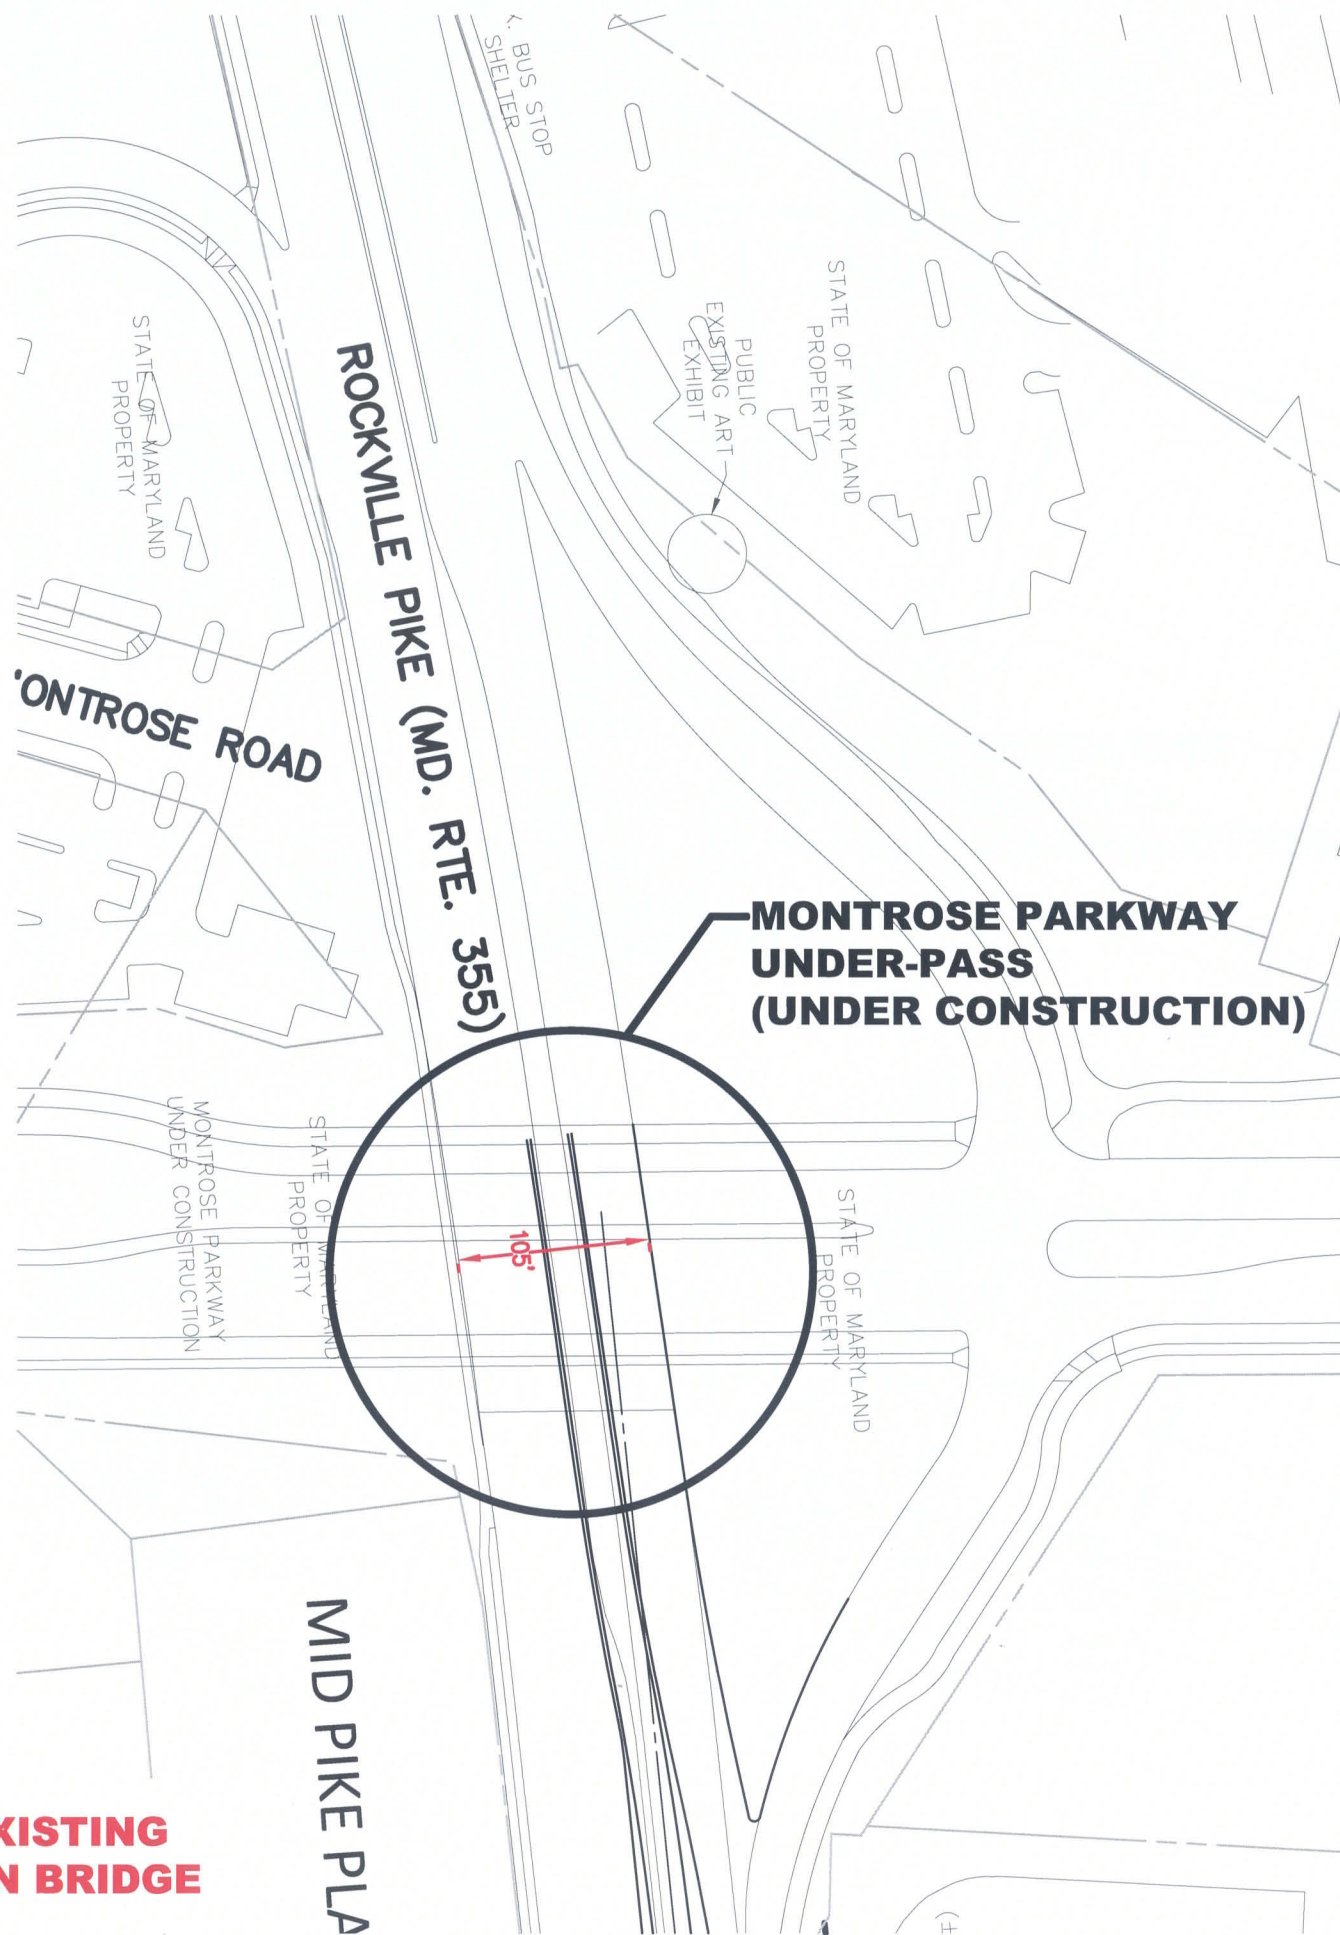 K. BUS STOP
SHELTER
STATE OF MARYLAND
PROPERTY
PUBLIC
EXISTING ART
EXHIBIT
STATE OF MARYLAND
PROPERTY
ROCKVILLE PIKE (MD. RTE. 355)
ONTROSE ROAD
MONTROSE PARKWAY
UNDER-PASS
(UNDER CONSTRUCTION)
MONTROSE PARKWAY
UNDER CONSTRUCTION
STATE OF MARYLAND
PROPERTY
105'
STATE OF MARYLAND
PROPERTY
MID PIKE PLA
XISTING
N BRIDGE